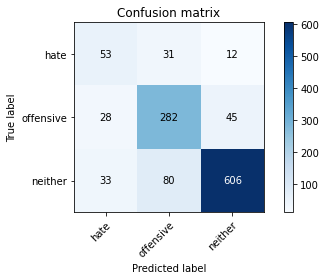 Confusion matrix
600
hate 53 31 12
500
400
True label offensive 28 282 45
300
200
neither 33 80 606
100
hate offensive neither
Predicted label